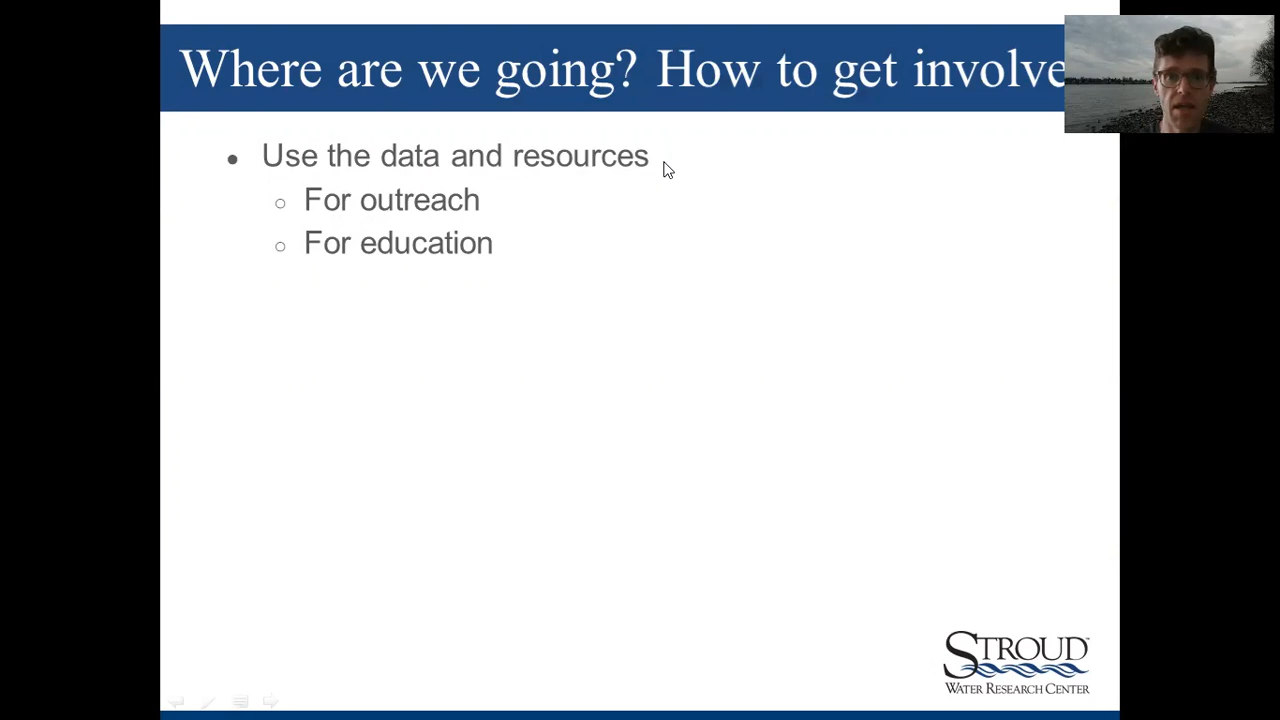 Where are we going? How to get involve
Use the data and resources
For outreach
For education
STROUD™
WATER RESEARCH CENTER